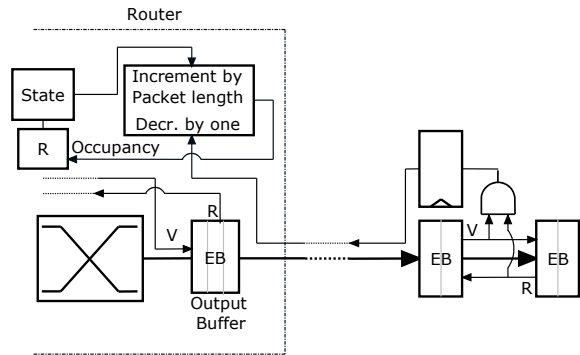 Router
State
Increment by
Packet length
Decr. by one
R
Occupancy
R
V
EB
Output
Buffer
V
EB
EB
R